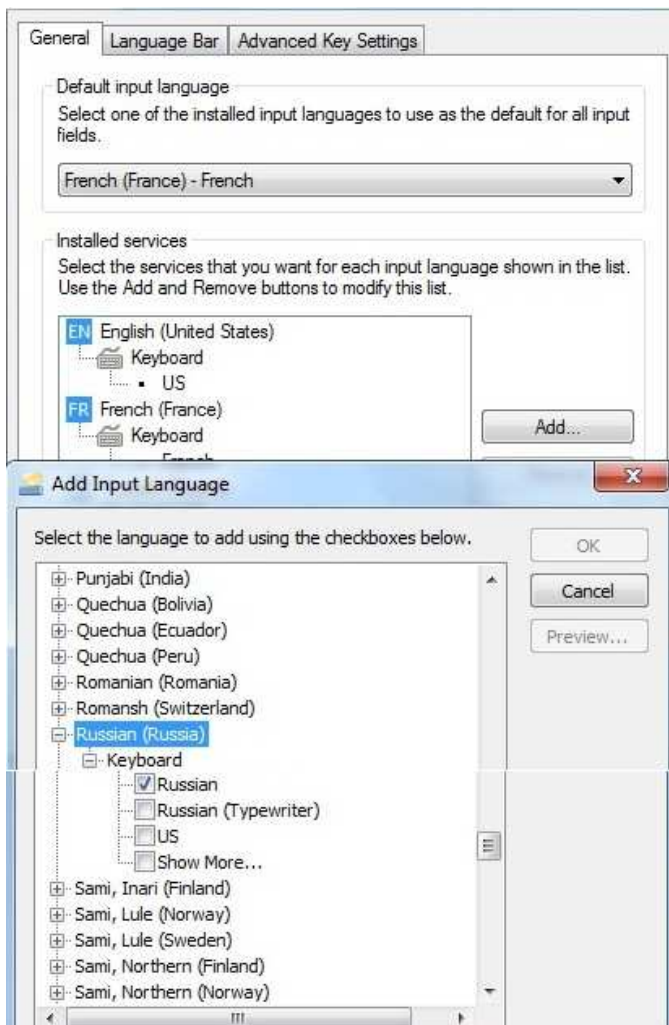 General Language Bar Advanced Key Settings
Default input language
Select one of the installed input languages to use as the default for all input
fields.
French (France) - French
Installed services
Select the services that you want for each input language shown in the list.
Use the Add and Remove buttons to modify this list.
EN English (United States)
Keyboard
US
FR French (France)
Keyboard
Add...
French
Add Input Language
Select the language to add using the checkboxes below.
OK
Cancel
Preview...
Punjabi (India)
Quechua (Bolivia)
Quechua (Ecuador)
Quechua (Peru)
Romanian (Romania)
Romansh (Switzerland)
Russian (Russia)
Keyboard
Russian
Russian (Typewriter)
US
Show More...
Sami, Inari (Finland)
Sami, Lule (Norway)
Sami, Lule (Sweden)
Sami, Northern (Finland)
Sami, Northern (Norway)